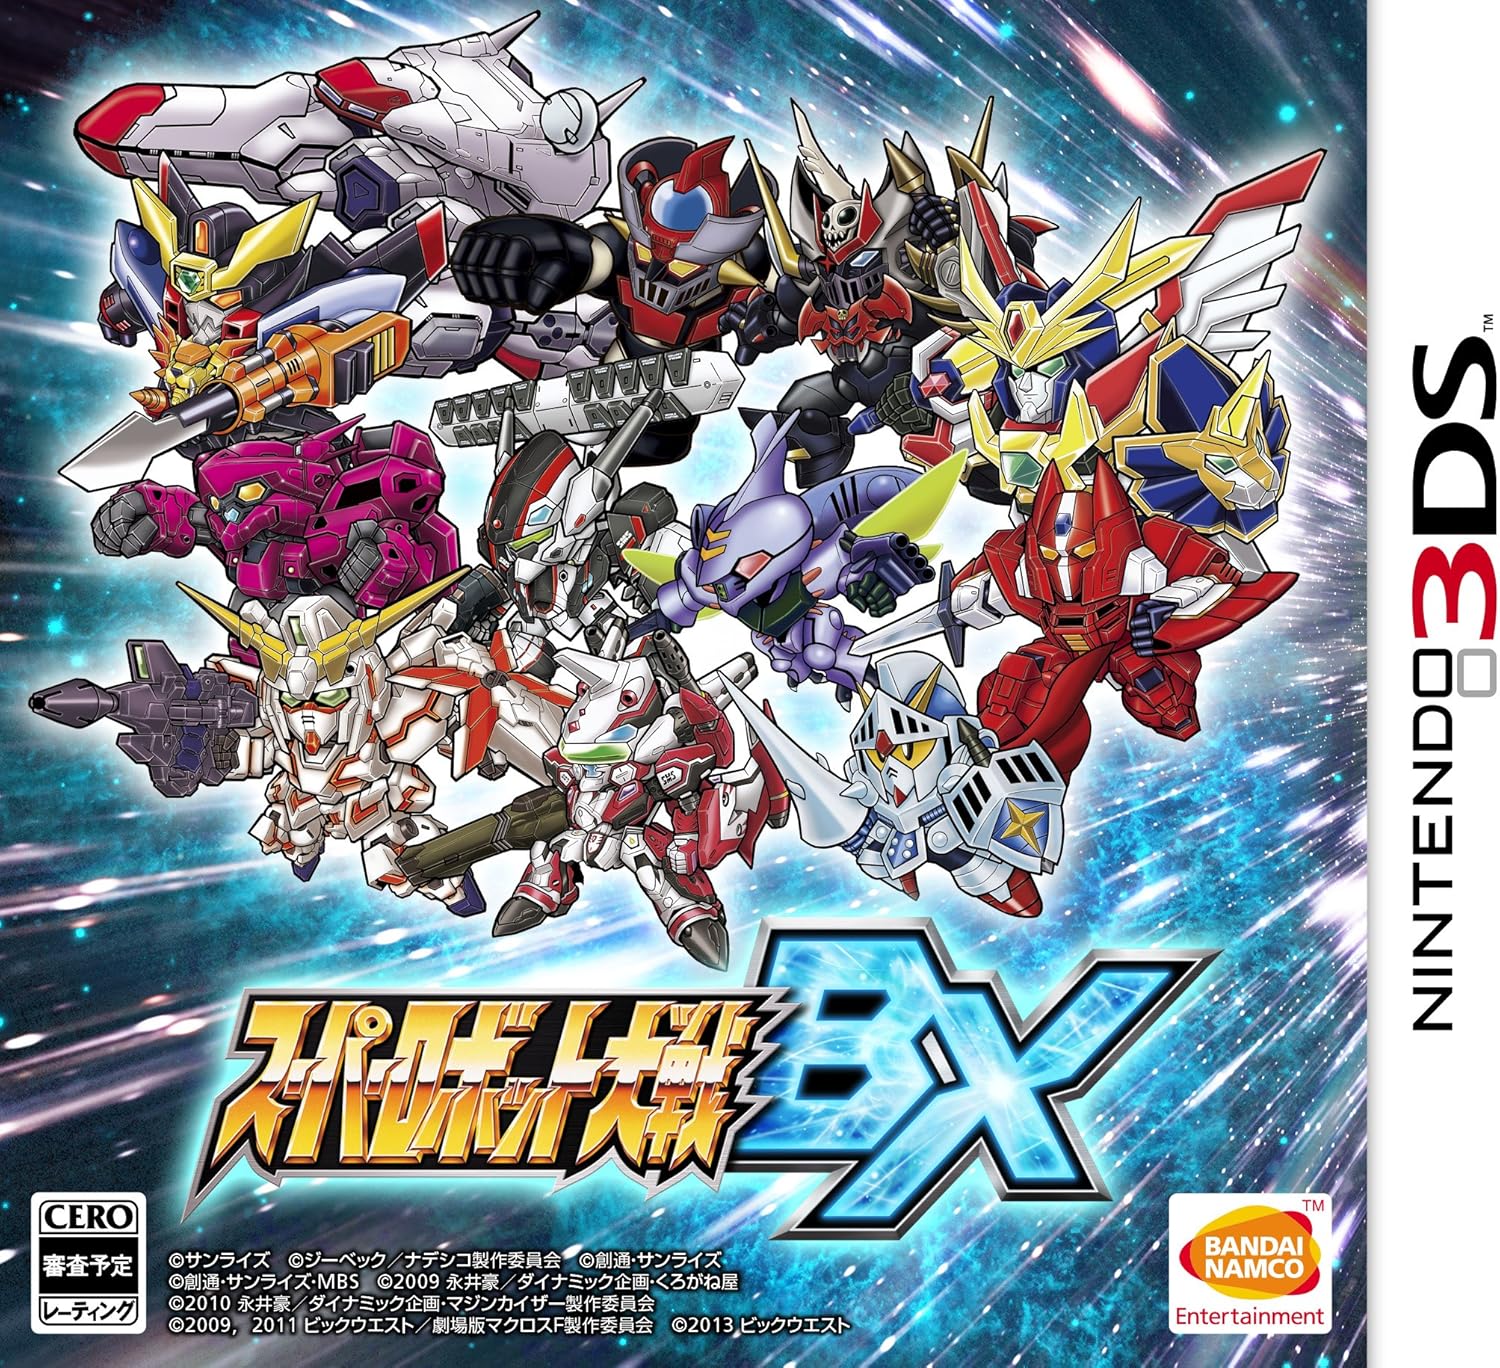 NINTENDO3DS™
SMS
スーパーロボット大戦BX
CERO
審査予定
レーティング
©サンライズ ©ジーベック／ナデシコ製作委員会 ©創通・サンライズ
©創通・サンライズ・MBS ©2009 永井豪／ダイナミック企画・くろがね屋
©2010 永井豪／ダイナミック企画・マジンカイザー製作委員会
©2009, 2011 ビックウエスト／劇場版マクロスF製作委員会 ©2013 ビックウエスト
BANDAI
NAMCO
TM
Entertainment